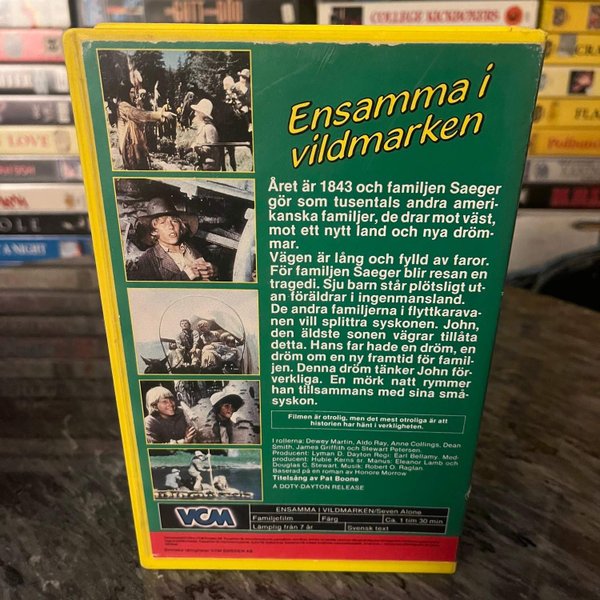 COLLEGE KICKBOXERS
LOVE
A NIGHT
Ensamma i
vildmarken
Året är 1843 och familjen Saeger
gör som tusentals andra ameri-
kanska familjer, de drar mot väst,
mot ett nytt land och nya dröm-
mar.
Vägen är lång och fylld av faror.
För familjen Saeger blir resan en
tragedi. Sju barn står plötsligt ut-
an föräldrar i ingenmansland.
De andra familjerna i flyttkarava-
nen vill splittra syskonen. John,
den äldste sonen vägrar tillåta
detta. Hans far hade en dröm, en
dröm om en ny framtid för famil-
jen. Denna dröm tänker John för-
verkliga. En mörk natt rymmer
han tillsammans med sina små-
syskon.
Filmen är otrolig, men det mest otroliga är att
historien har hänt i verkligheten.
I rollerna: Dewey Martin, Aldo Ray, Anne Collings, Dean
Smith, James Griffith och Stewart Petersen.
Producent: Lyman D. Dayton Regi: Earl Bellamy. Med-
producent: Hubie Kerns sr. Manus: Eleanor Lamb och
Douglas C. Stewart. Musik: Robert O. Raglan
Baserad på en roman av Honore Morrow
Titelsång av Pat Boone
A DOTY-DAYTON RELEASE
VCM
ENSAMMA I VILDMARKEN/Seven Alone
Familjefilm Färg Ca. 1 tim 30 min
Lämplig från 7 år Svensk text